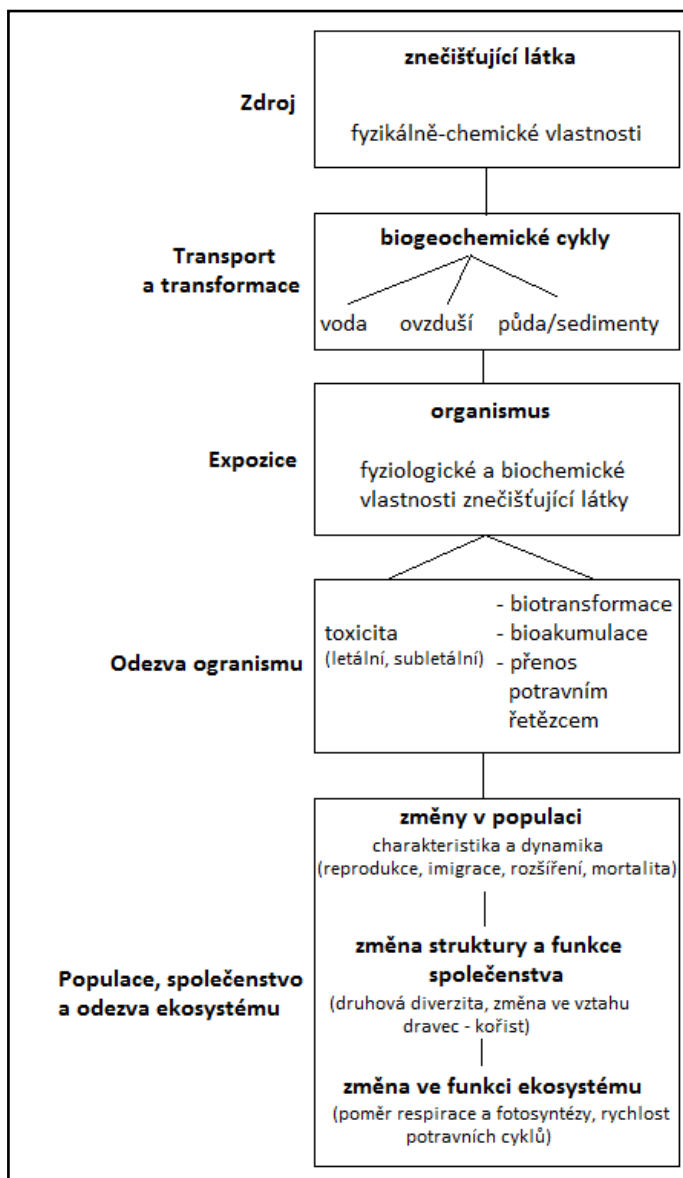 znečišťující látka
Zdroj
fyzikálně-chemické vlastnosti
biogeochemické cykly
Transport
a transformace
voda ovzduší půda/sedimenty
organismus
Expozice
fyziologické a biochemické
vlastnosti znečišťující látky
Odezva ogranismu
toxicita
(letální, subletální)
- biotransformace
- bioakumulace
- přenos
potravním
řetězcem
změny v populaci
charakteristika a dynamika
(reprodukce, imigrace, rozšíření, mortalita)
Populace, společenstvo
a odezva ekosystému
změna struktury a funkce
společenstva
(druhová diverzita, změna ve vztahu
dravec - kořist)
změna ve funkci ekosystému
(poměr respirace a fotosyntézy, rychlost
potravních cyklů)